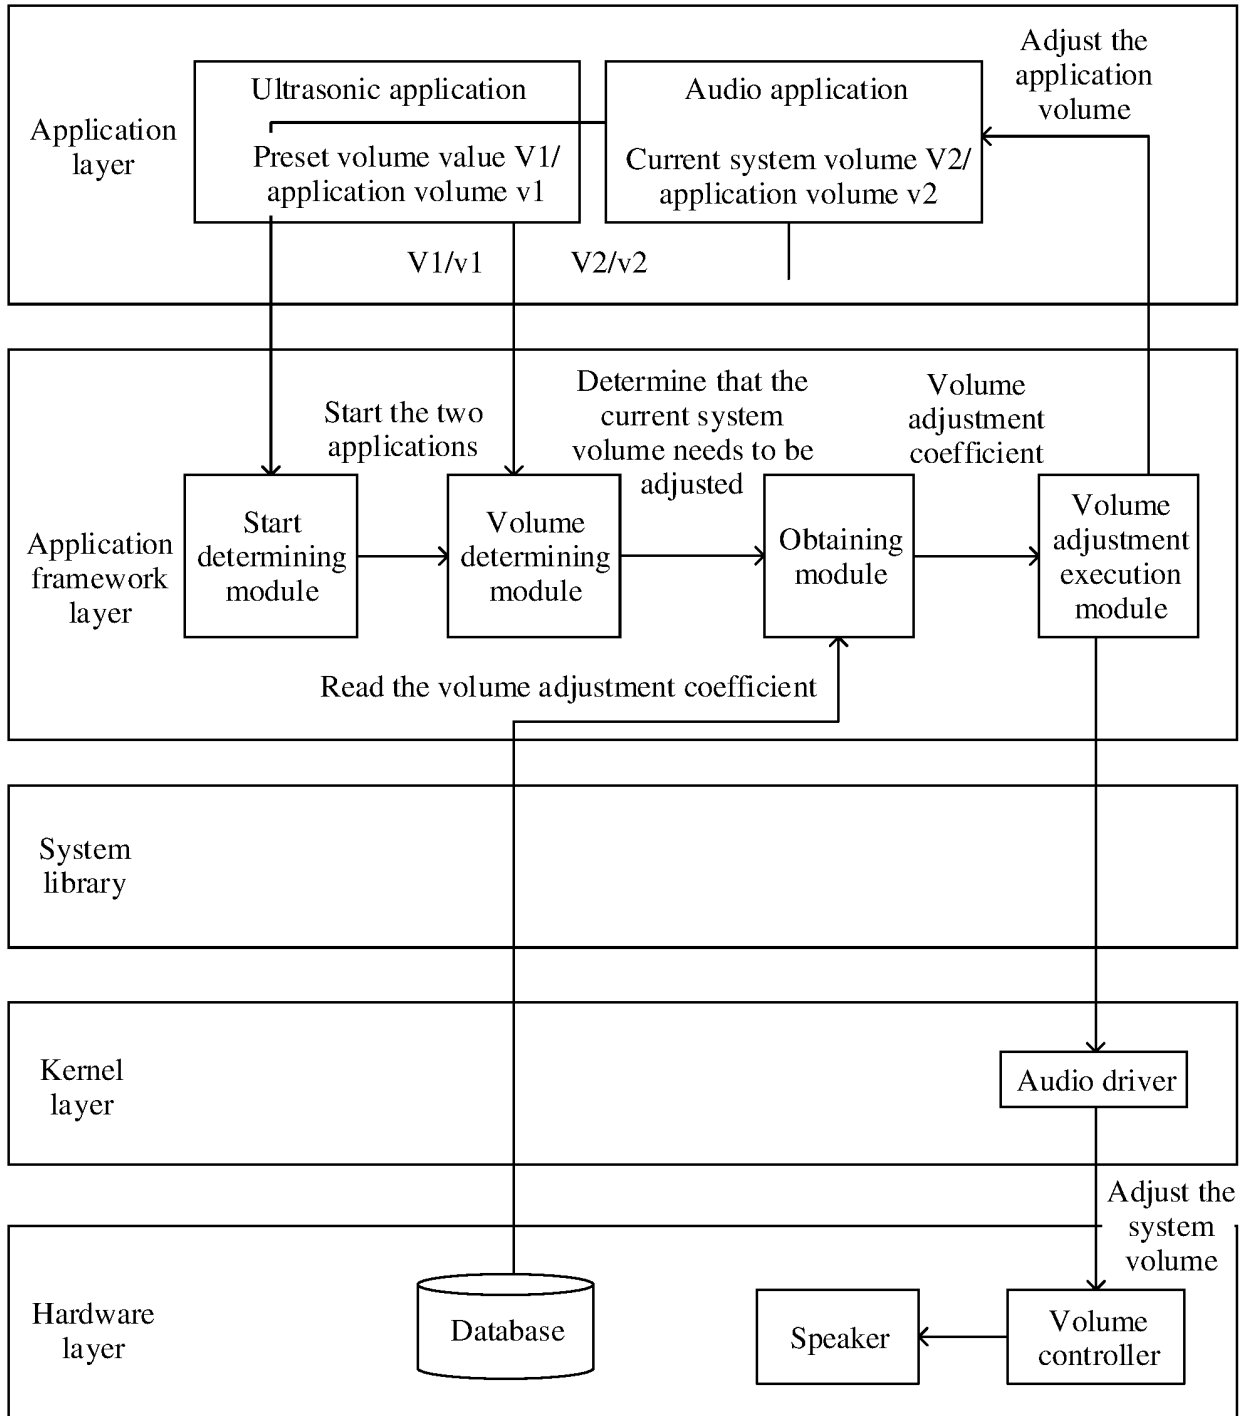 Adjust the
application
volume
Ultrasonic application
Audio application
Application
layer
Preset volume value V1/
application volume v1
Current system volume V2/
application volume v2
V1/v1
V2/v2
Start the two
applications
Determine that the
current system
volume needs to be
adjusted
Volume
adjustment
coefficient
Application
framework
layer
Start
determining
module
Volume
determining
module
Obtaining
module
Volume
adjustment
execution
module
Read the volume adjustment coefficient
System
library
Kernel
layer
Audio driver
Adjust the
system
volume
Hardware
layer
Database
Speaker
Volume
controller